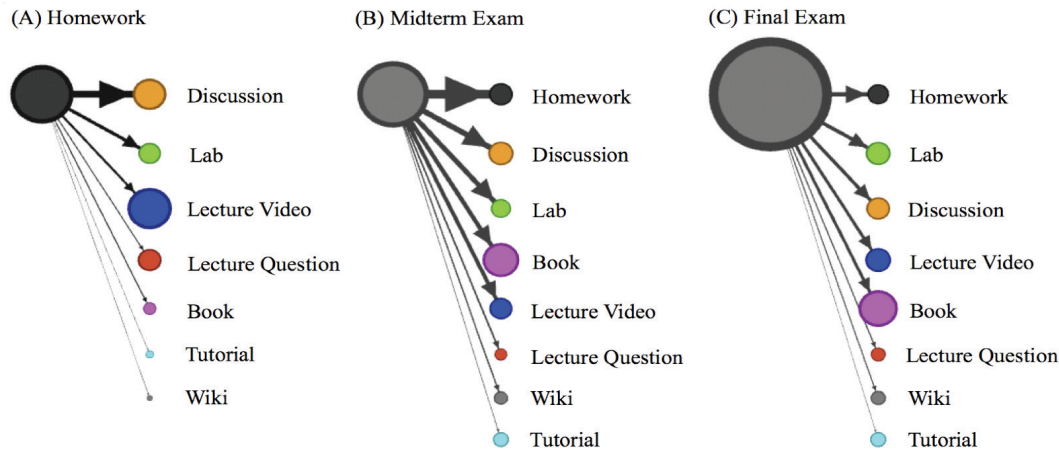 (A) Homework
Discussion
Lab
Lecture Video
Lecture Question
Book
Tutorial
Wiki
(B) Midterm Exam
Homework
Discussion
Lab
Book
Lecture Video
Lecture Question
Wiki
Tutorial
(C) Final Exam
Homework
Lab
Discussion
Lecture Video
Book
Lecture Question
Wiki
Tutorial